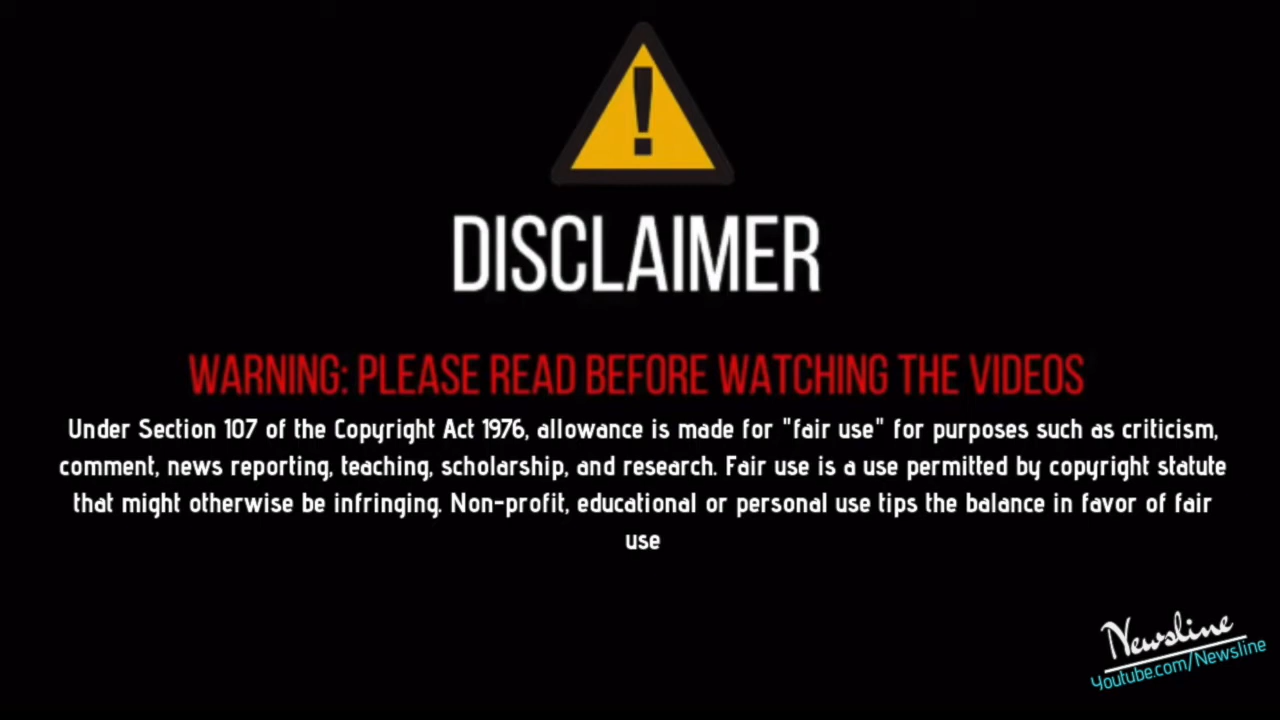 DISCLAIMER
WARNING: PLEASE READ BEFORE WATCHING THE VIDEOS
Under Section 107 of the Copyright Act 1976, allowance is made for "fair use" for purposes such as criticism,
comment, news reporting, teaching, scholarship, and research. Fair use is a use permitted by copyright statute
that might otherwise be infringing. Non-profit, educational or personal use tips the balance in favor of fair
use
Newsline
Youtube.com/Newsline